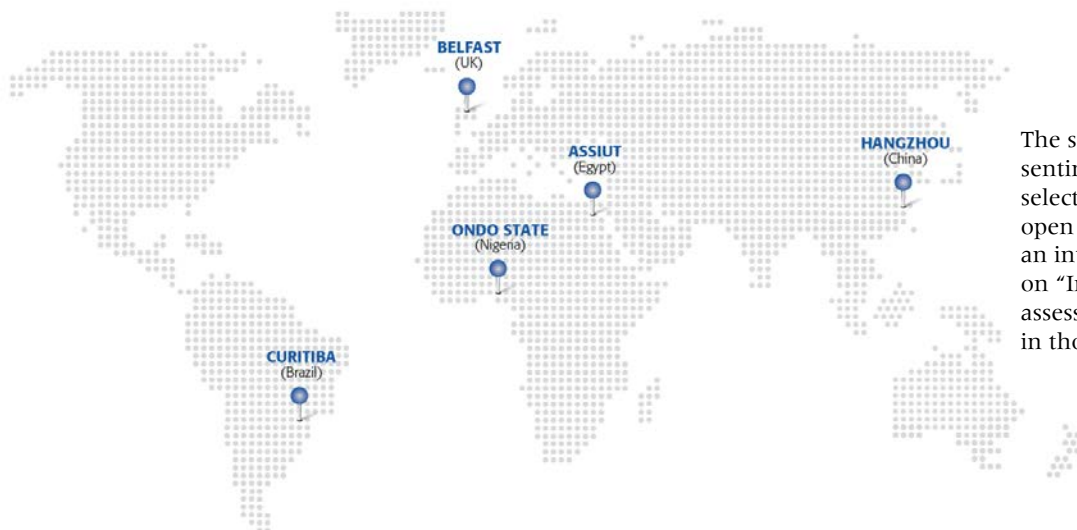 BELFAST
(UK)
ASSIUT
(Egypt)
HANGZHOU
(China)
ONDO STATE
(Nigeria)
CURITIBA
(Brazil)
The s
sentin
select
open
an in
on “In
assess
in tho